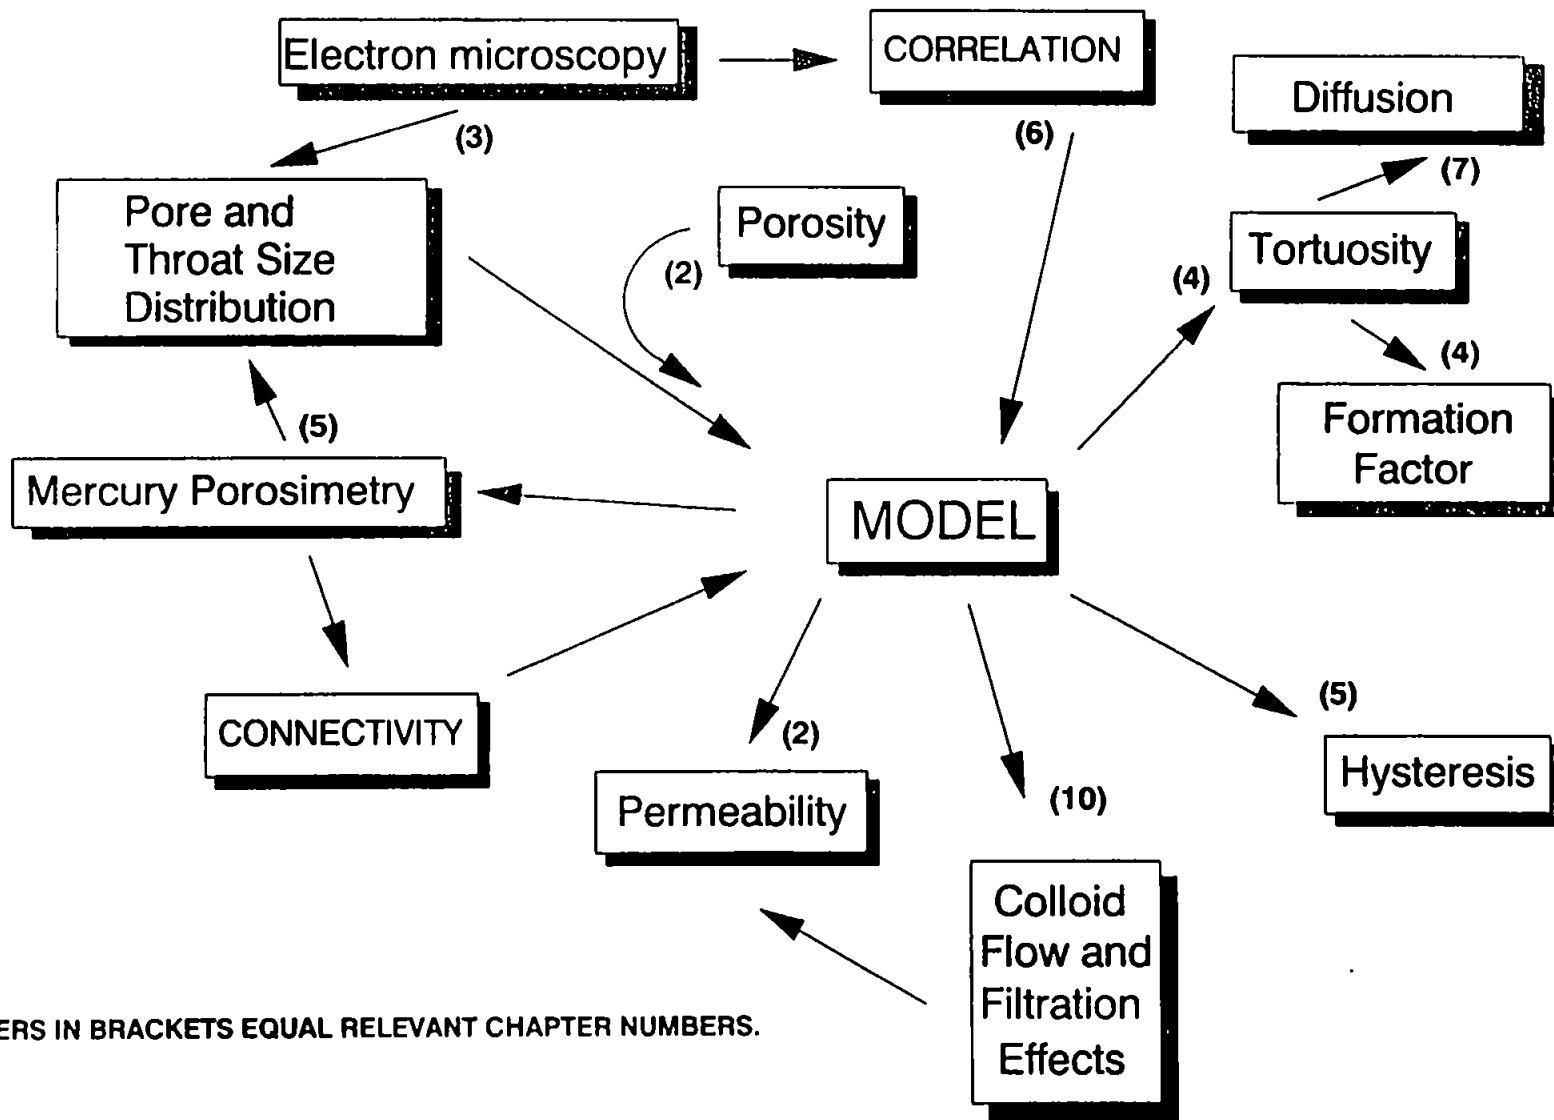 Electron microscopy
CORRELATION
Diffusion
(3)
(6)
(7)
Pore and
Throat Size
Distribution
Porosity
(2)
Tortuosity
(4)
(4)
Formation
Factor
(5)
Mercury Porosimetry
MODEL
CONNECTIVITY
(2)
Permeability
(10)
(5)
Hysteresis
Colloid
Flow and
Filtration
Effects
ERS IN BRACKETS EQUAL RELEVANT CHAPTER NUMBERS.